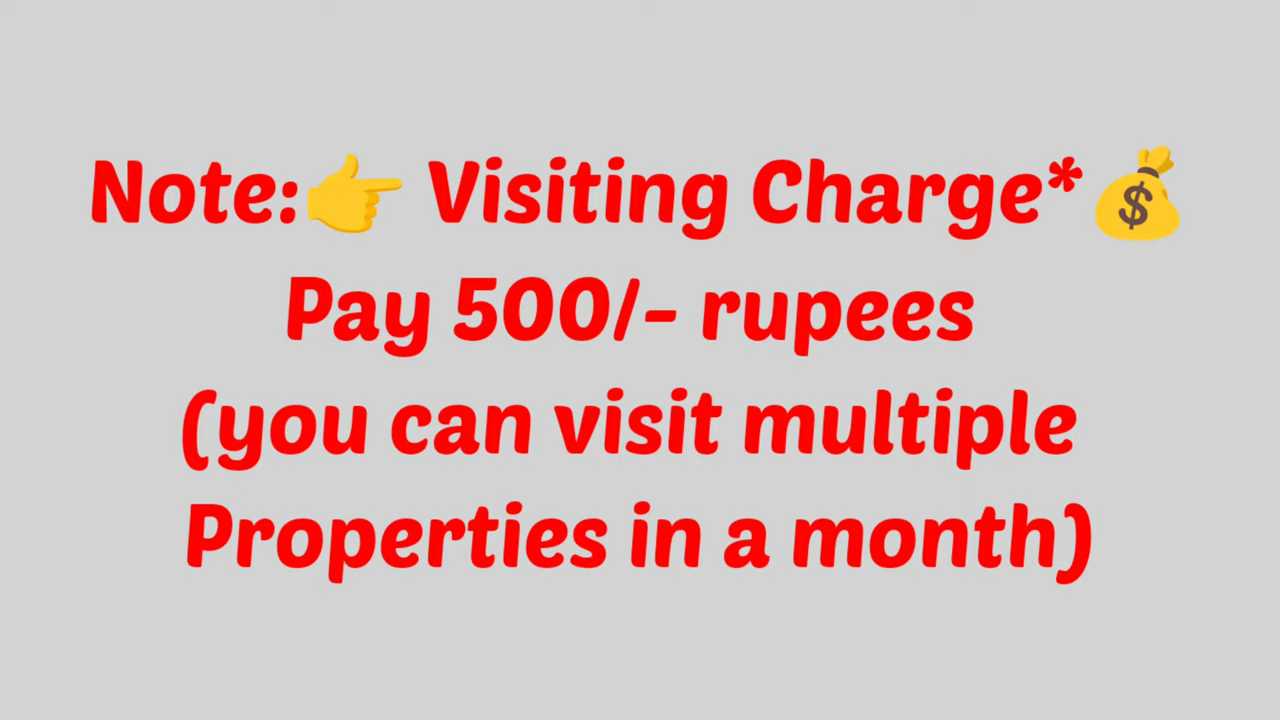 Note:👉 Visiting Charge*💰
Pay 500/- rupees
(you can visit multiple
Properties in a month)